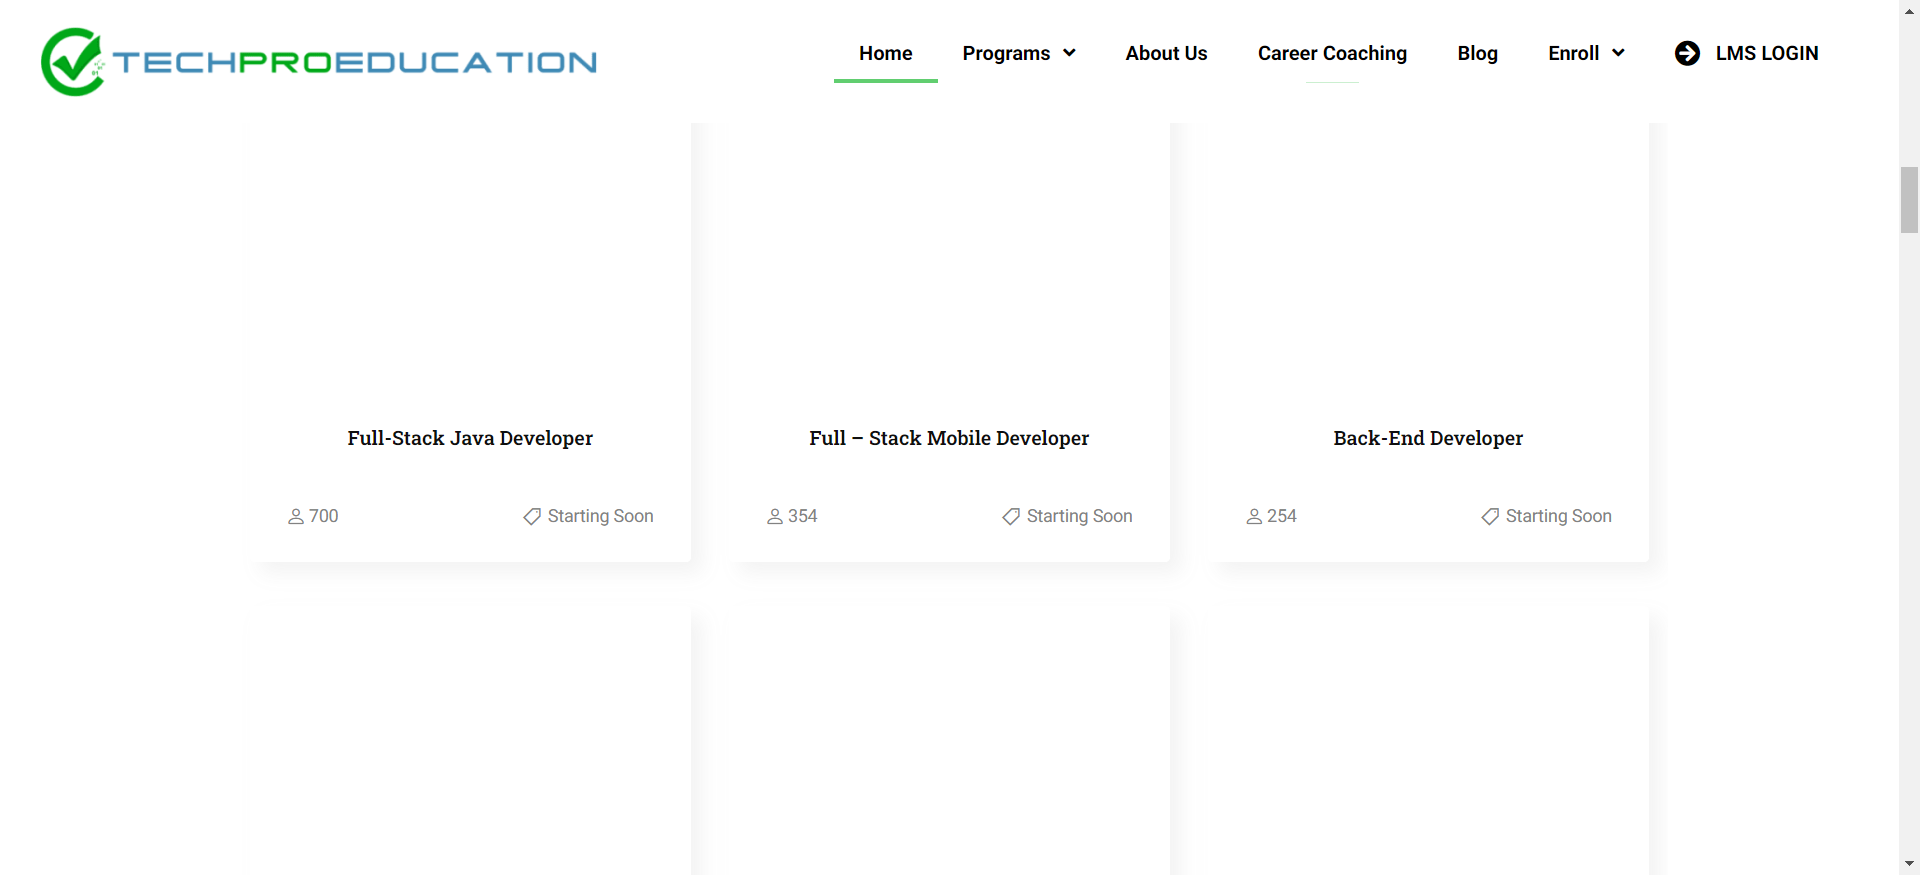 TECHPROEDUCATION
Home Programs About Us Career Coaching Blog Enroll LMS LOGIN
Full-Stack Java Developer
700 Starting Soon
Full – Stack Mobile Developer
354 Starting Soon
Back-End Developer
254 Starting Soon